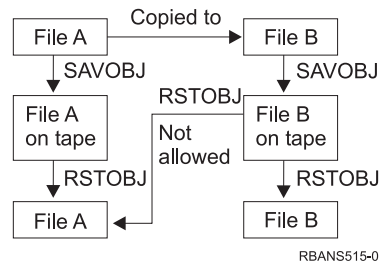 Copied to
File A
File B
SAVOBJ
SAVOBJ
RSTOBJ
File A
on tape
File B
on tape
Not
allowed
RSTOBJ
RSTOBJ
File A
File B
RBANS515-0